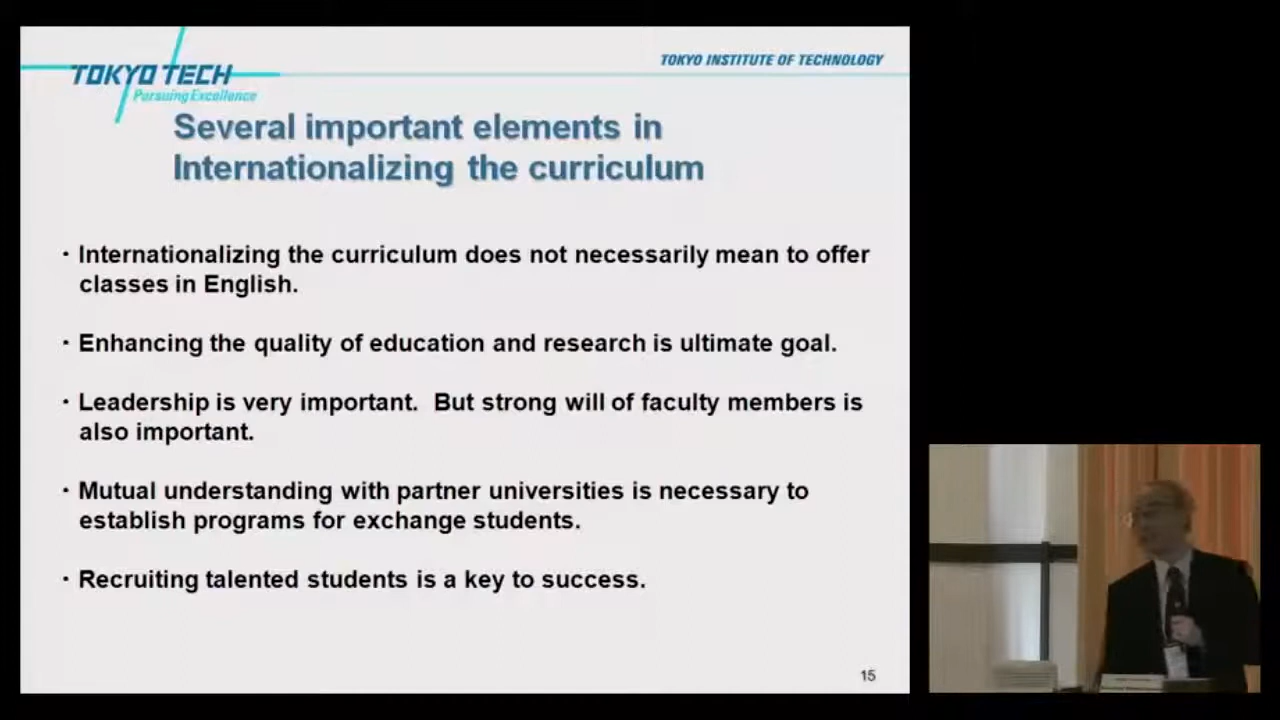 TOKYO TECH
Pursuing Excellence
TOKYO INSTITUTE OF TECHNOLOGY
Several important elements in
Internationalizing the curriculum
・Internationalizing the curriculum does not necessarily mean to offer
classes in English.
・Enhancing the quality of education and research is ultimate goal.
・Leadership is very important.  But strong will of faculty members is
also important.
・Mutual understanding with partner universities is necessary to
establish programs for exchange students.
・Recruiting talented students is a key to success.
15